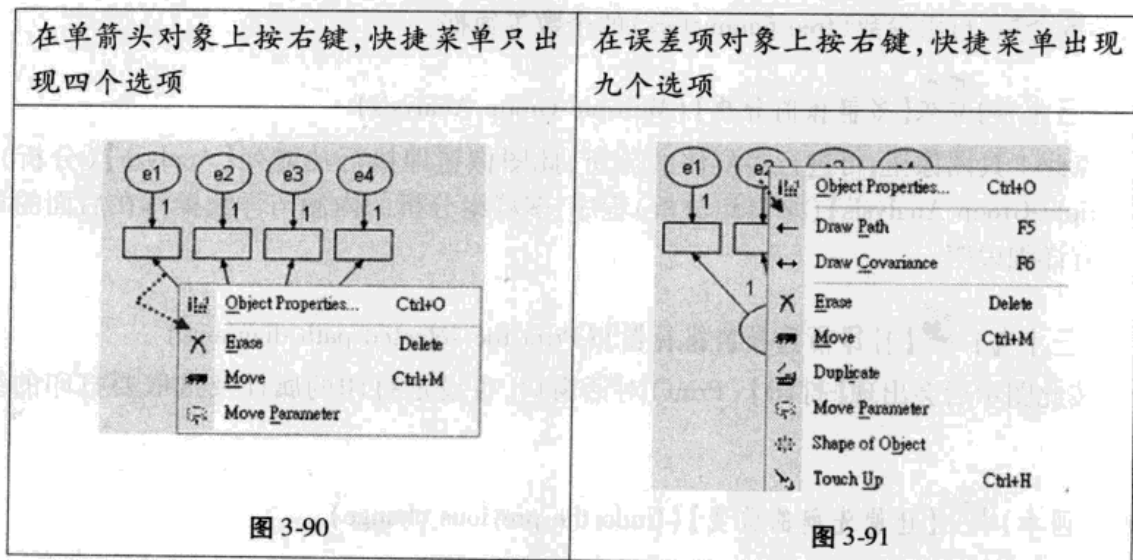 在单箭头对象上按右键,快捷菜单只出
现四个选项
在误差项对象上按右键,快捷菜单出现
九个选项
e1 e2 e3 e4
1 1 1 1
Object Properties... Ctrl+O
Erase Delete
Move Ctrl+M
Move Parameter
图 3-90
e1
1
1
Object Properties... Ctrl+O
Draw Path F5
Draw Covariance F6
Erase Delete
Move Ctrl+M
Duplicate
Move Parameter
Shape of Object
Touch Up Ctrl+H
图 3-91